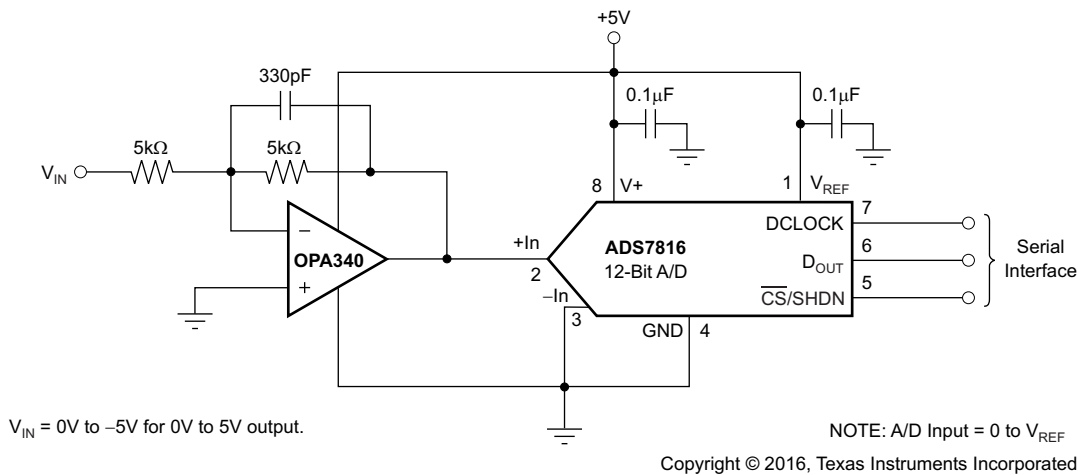 +5V
330pF
0.1µF
0.1µF
5kΩ
5kΩ
V_IN
8
V+
1
V_REF
−
OPA340
+
+In
2
−In
3
ADS7816
12-Bit A/D
DCLOCK
7
D_OUT
6
C̅S̅/SHDN
5
GND
4
Serial
Interface
V_IN = 0V to −5V for 0V to 5V output.
NOTE: A/D Input = 0 to V_REF
Copyright © 2016, Texas Instruments Incorporated